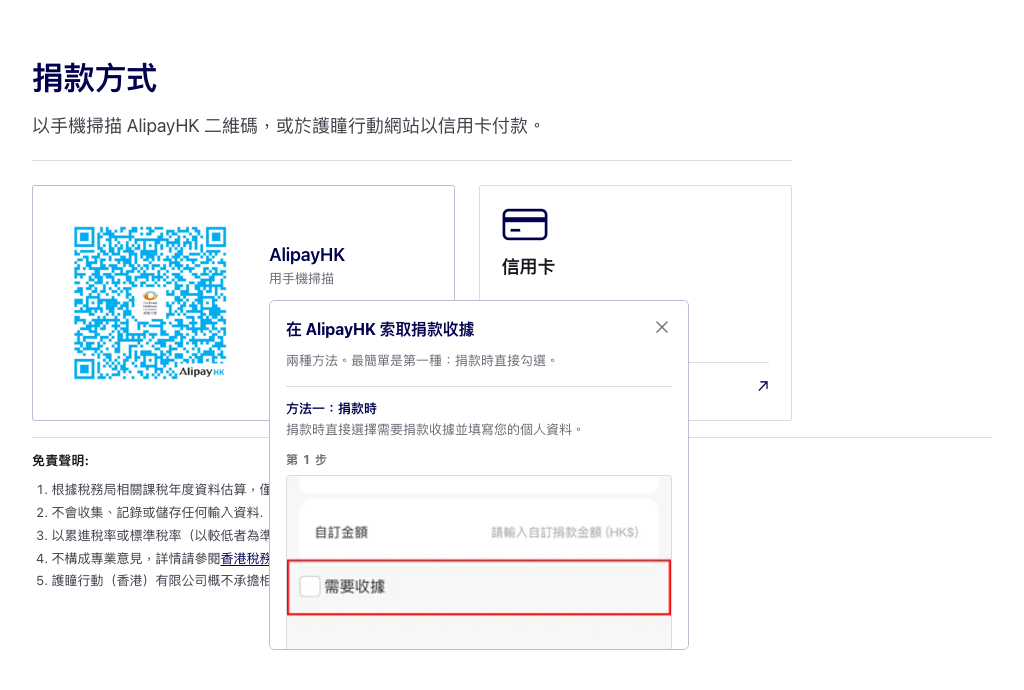 捐款方式
以手機掃描 AlipayHK 二維碼，或於護瞳行動網站以信用卡付款。
AlipayHK
用手機掃描
AlipayHK
信用卡
在 AlipayHK 索取捐款收據
兩種方法。最簡單是第一種：捐款時直接勾選。
方法一：捐款時
捐款時直接選擇需要捐款收據並填寫您的個人資料。
第 1 步
自訂金額 請輸入自訂捐款金額 (HK$)
需要收據
免責聲明:
1. 根據稅務局相關課稅年度資料估算，僅
2. 不會收集、記錄或儲存任何輸入資料.
3. 以累進稅率或標準稅率（以較低者為準
4. 不構成專業意見，詳情請參閱香港稅務
5. 護瞳行動（香港）有限公司概不承擔相